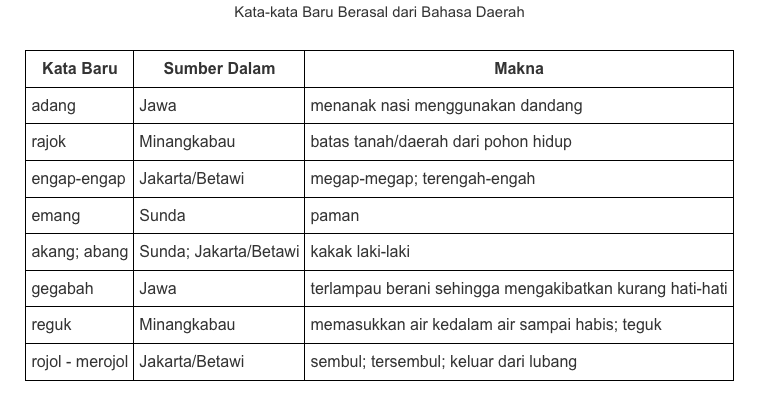 Kata-kata Baru Berasal dari Bahasa Daerah
Kata Baru Sumber Dalam Makna
adang Jawa menanak nasi menggunakan dandang
rajok Minangkabau batas tanah/daerah dari pohon hidup
engap-engap Jakarta/Betawi megap-megap; terengah-engah
emang Sunda paman
akang; abang Sunda; Jakarta/Betawi kakak laki-laki
gegabah Jawa terlampau berani sehingga mengakibatkan kurang hati-hati
reguk Minangkabau memasukkan air kedalam air sampai habis; teguk
rojol - merojol Jakarta/Betawi sembul; tersembul; keluar dari lubang